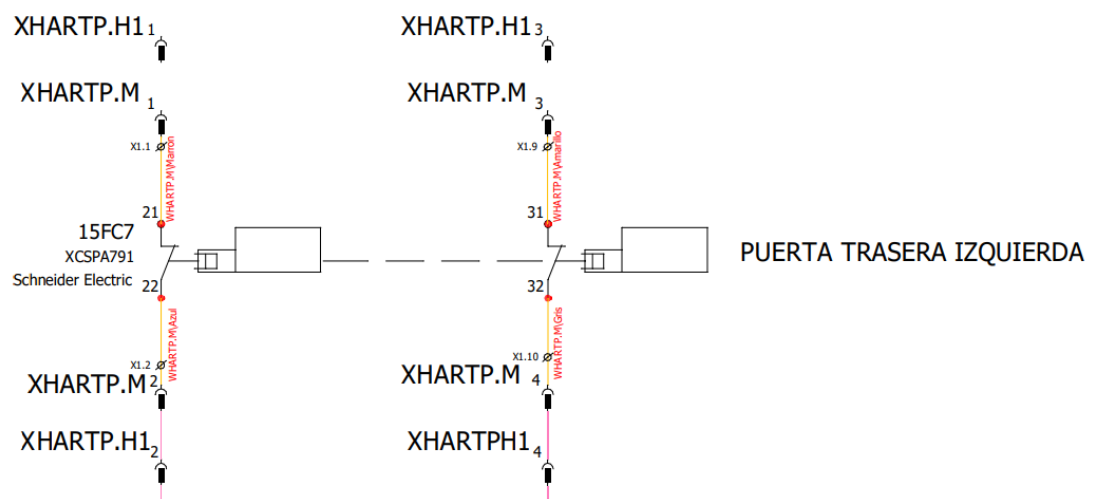 XHARTP.H1 1
XHARTP.H1 3
XHARTP.M 1
XHARTP.M 3
X1.1
WHARTP.M\Marrón
X1.9
WHARTP.M\Amarillo
21
31
15FC7
XCSPA791
Schneider Electric
22
32
PUERTA TRASERA IZQUIERDA
WHARTP.M\Azul
WHARTP.M\Gris
X1.2
X1.10
XHARTP.M 2
XHARTP.M 4
XHARTP.H1 2
XHARTPH1 4